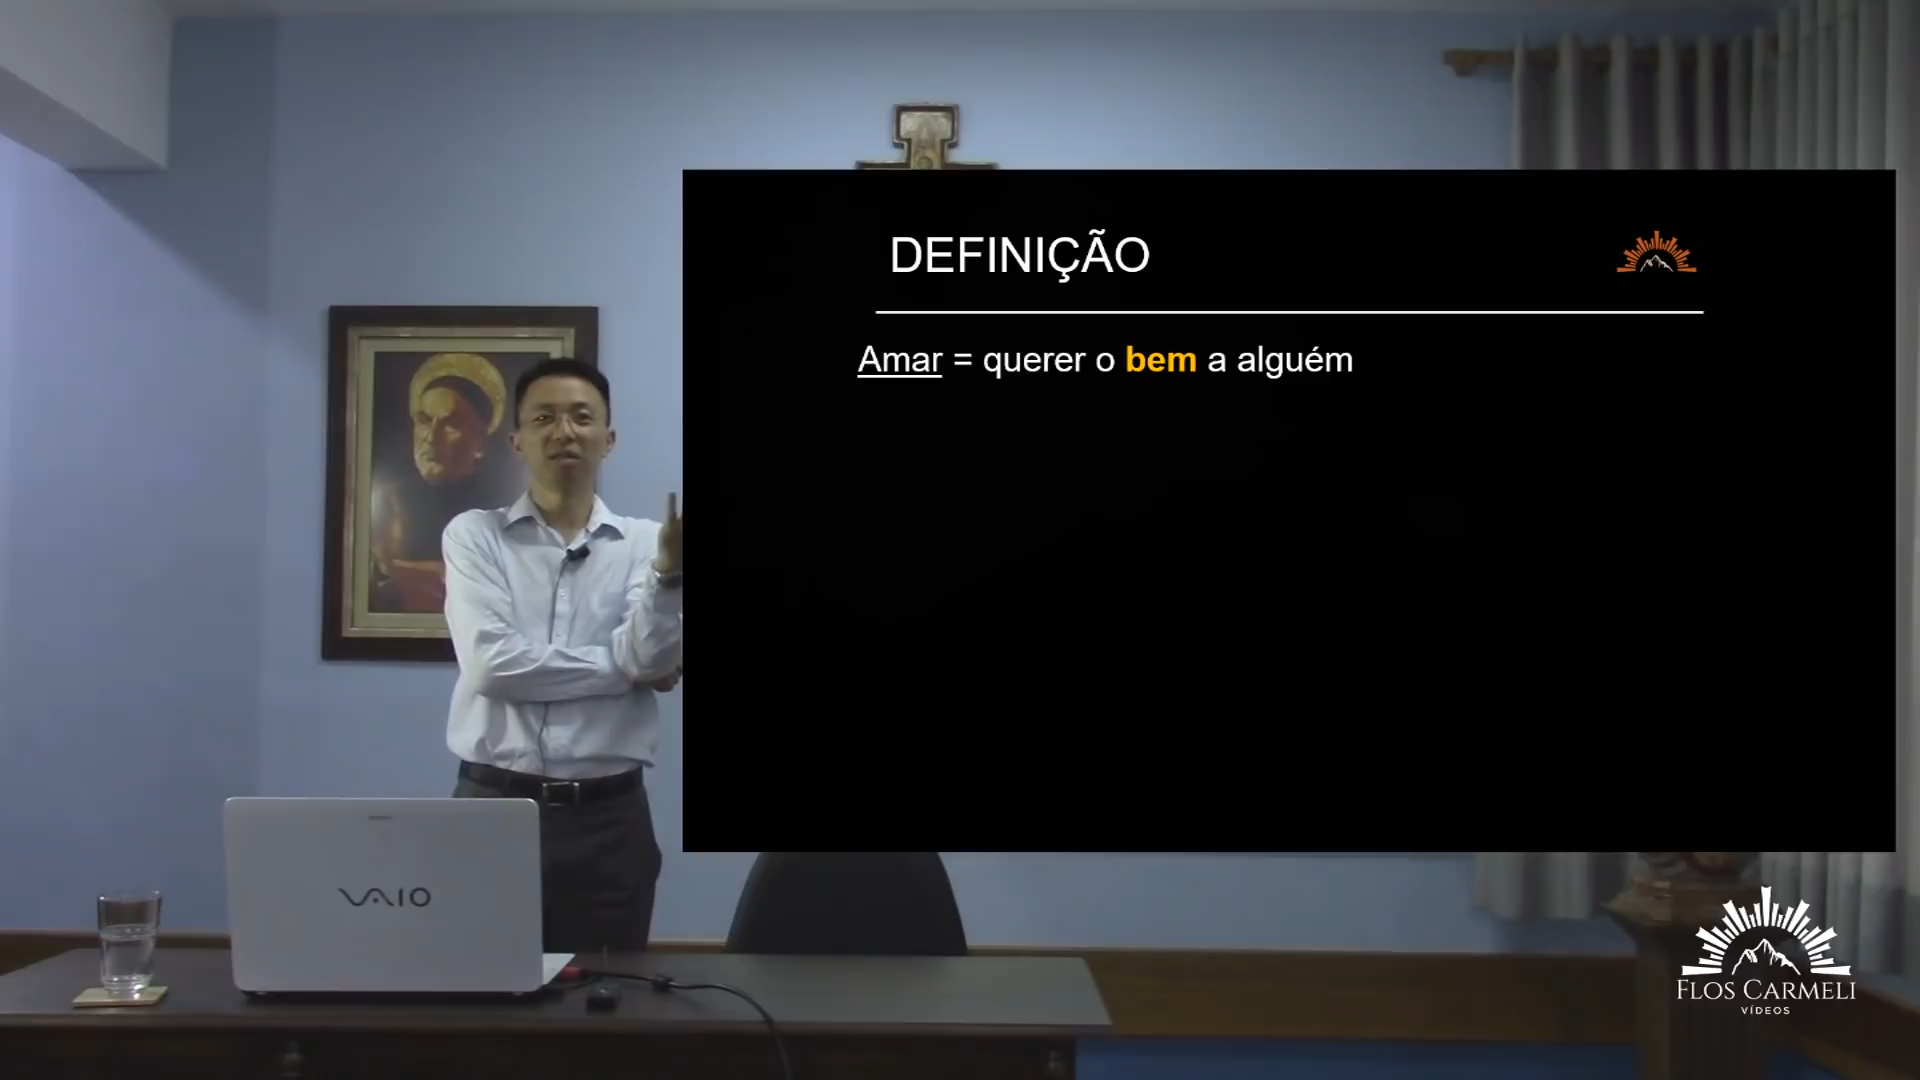 DEFINIÇÃO
Amar = querer o bem a alguém
VAIO
FLOS CARMELI
VÍDEOS